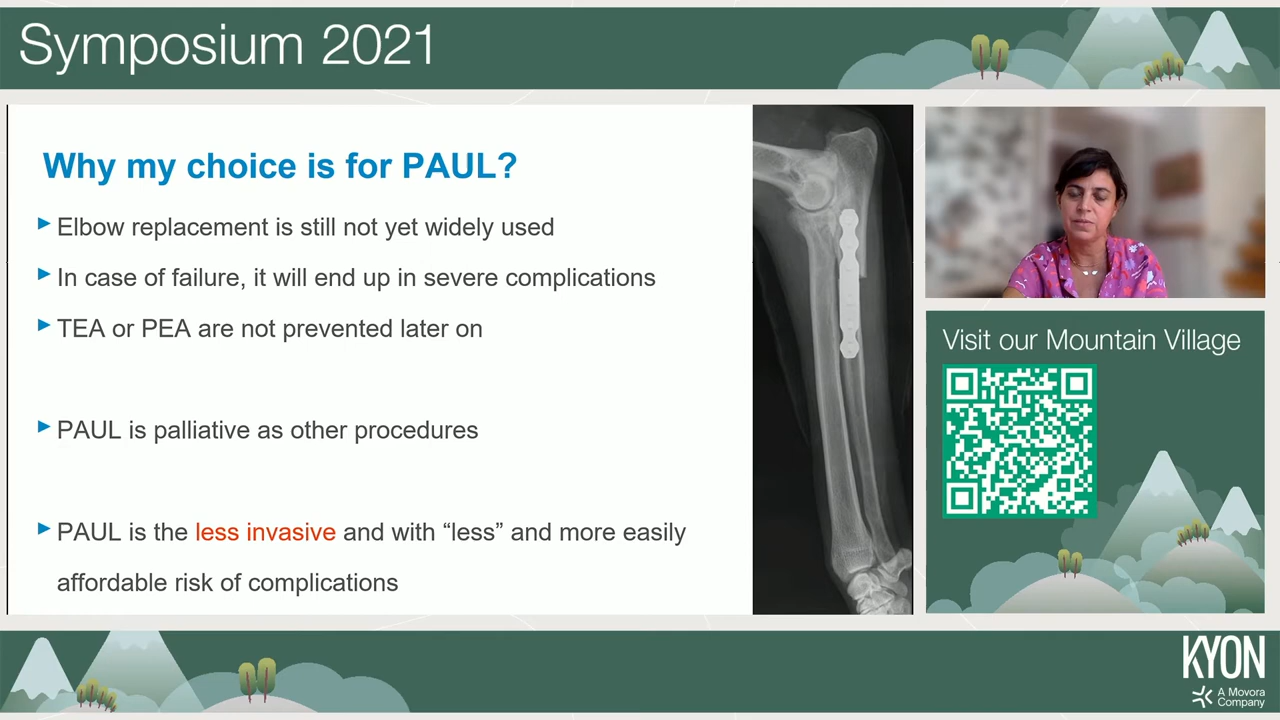 Symposium 2021
Why my choice is for PAUL?
Elbow replacement is still not yet widely used
In case of failure, it will end up in severe complications
TEA or PEA are not prevented later on
PAUL is palliative as other procedures
PAUL is the less invasive and with “less” and more easily
affordable risk of complications
Visit our Mountain Village
KYON
A Movora
Company